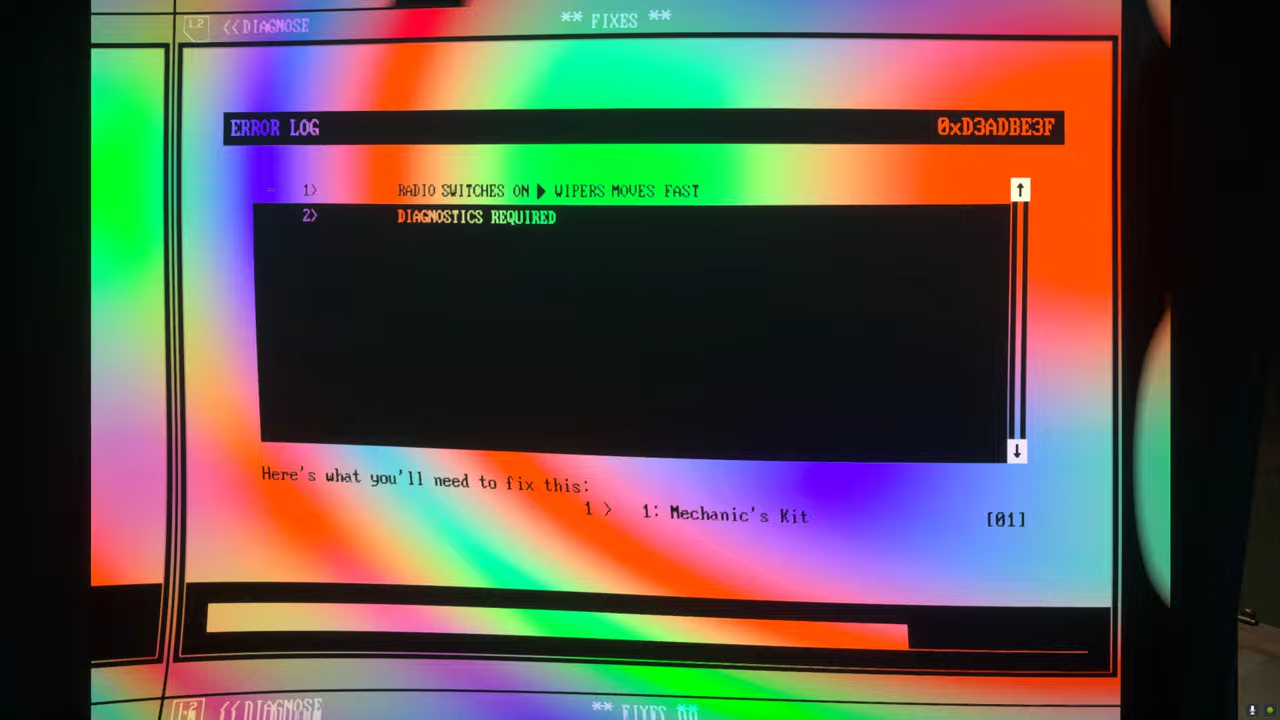 L2 <<DIAGNOSE
** FIXES **
ERROR LOG 0xD3ADBE3F
1> RADIO SWITCHES ON ▶ WIPERS MOVES FAST
2> DIAGNOSTICS REQUIRED
↑
↓
Here's what you'll need to fix this:
1 > 1: Mechanic's Kit [01]
L2 <<DIAGNOSE
** FIXES **